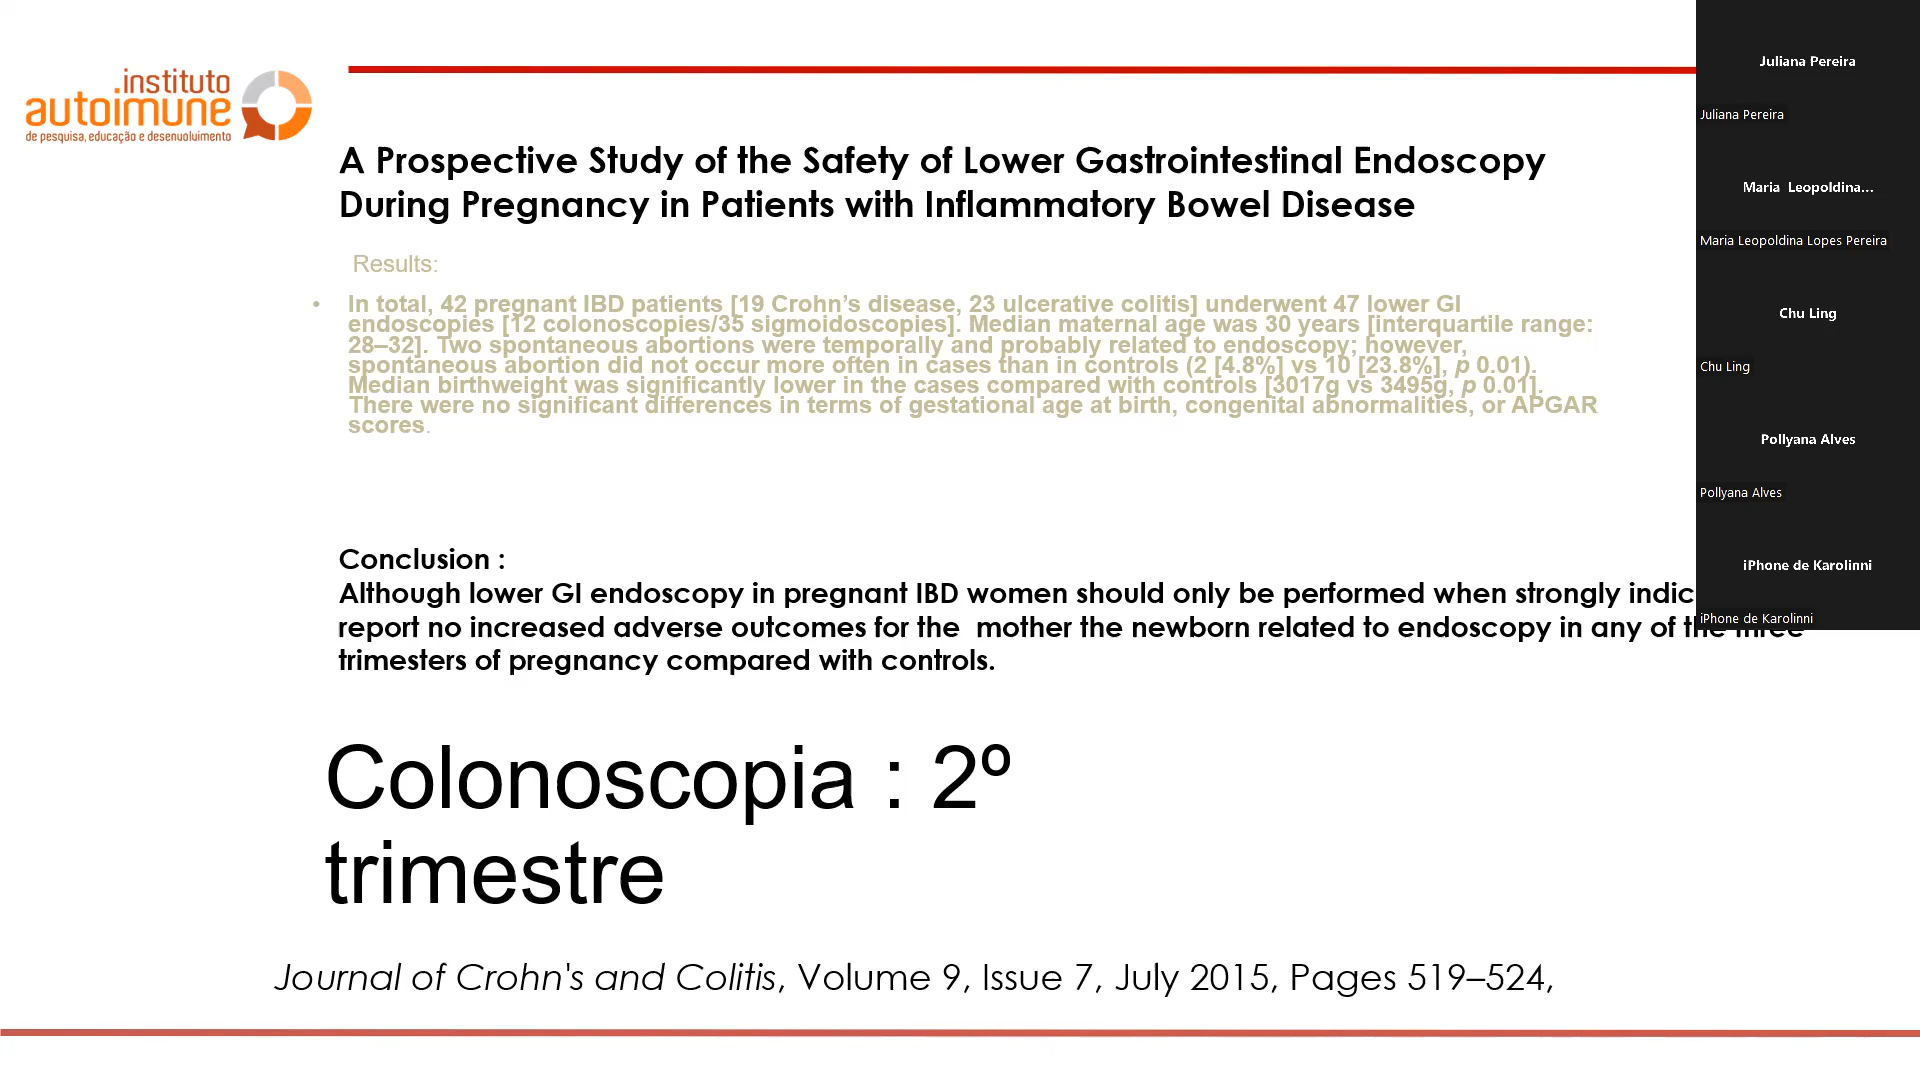 instituto
autoimune
de pesquisa, educação e desenvolvimento
A Prospective Study of the Safety of Lower Gastrointestinal Endoscopy
During Pregnancy in Patients with Inflammatory Bowel Disease
Results:
• In total, 42 pregnant IBD patients [19 Crohn’s disease, 23 ulcerative colitis] underwent 47 lower GI
endoscopies [12 colonoscopies/35 sigmoidoscopies]. Median maternal age was 30 years [interquartile range:
28–32]. Two spontaneous abortions were temporally and probably related to endoscopy; however,
spontaneous abortion did not occur more often in cases than in controls (2 [4.8%] vs 10 [23.8%], p 0.01).
Median birthweight was significantly lower in the cases compared with controls [3017g vs 3495g, p 0.01].
There were no significant differences in terms of gestational age at birth, congenital abnormalities, or APGAR
scores.
Conclusion :
Although lower GI endoscopy in pregnant IBD women should only be performed when strongly indic
report no increased adverse outcomes for the mother the newborn related to endoscopy in any of the three
trimesters of pregnancy compared with controls.
Colonoscopia : 2º
trimestre
Journal of Crohn's and Colitis, Volume 9, Issue 7, July 2015, Pages 519–524,
Juliana Pereira
Juliana Pereira
Maria Leopoldina...
Maria Leopoldina Lopes Pereira
Chu Ling
Chu Ling
Pollyana Alves
Pollyana Alves
iPhone de Karolinni
iPhone de Karolinni